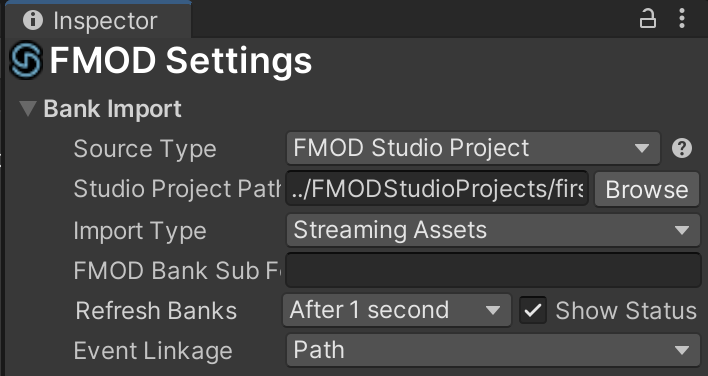 Inspector
FMOD Settings
Bank Import
Source Type FMOD Studio Project ?
Studio Project Path ../FMODStudioProjects/firs Browse
Import Type Streaming Assets
FMOD Bank Sub Fo
Refresh Banks After 1 second Show Status
Event Linkage Path